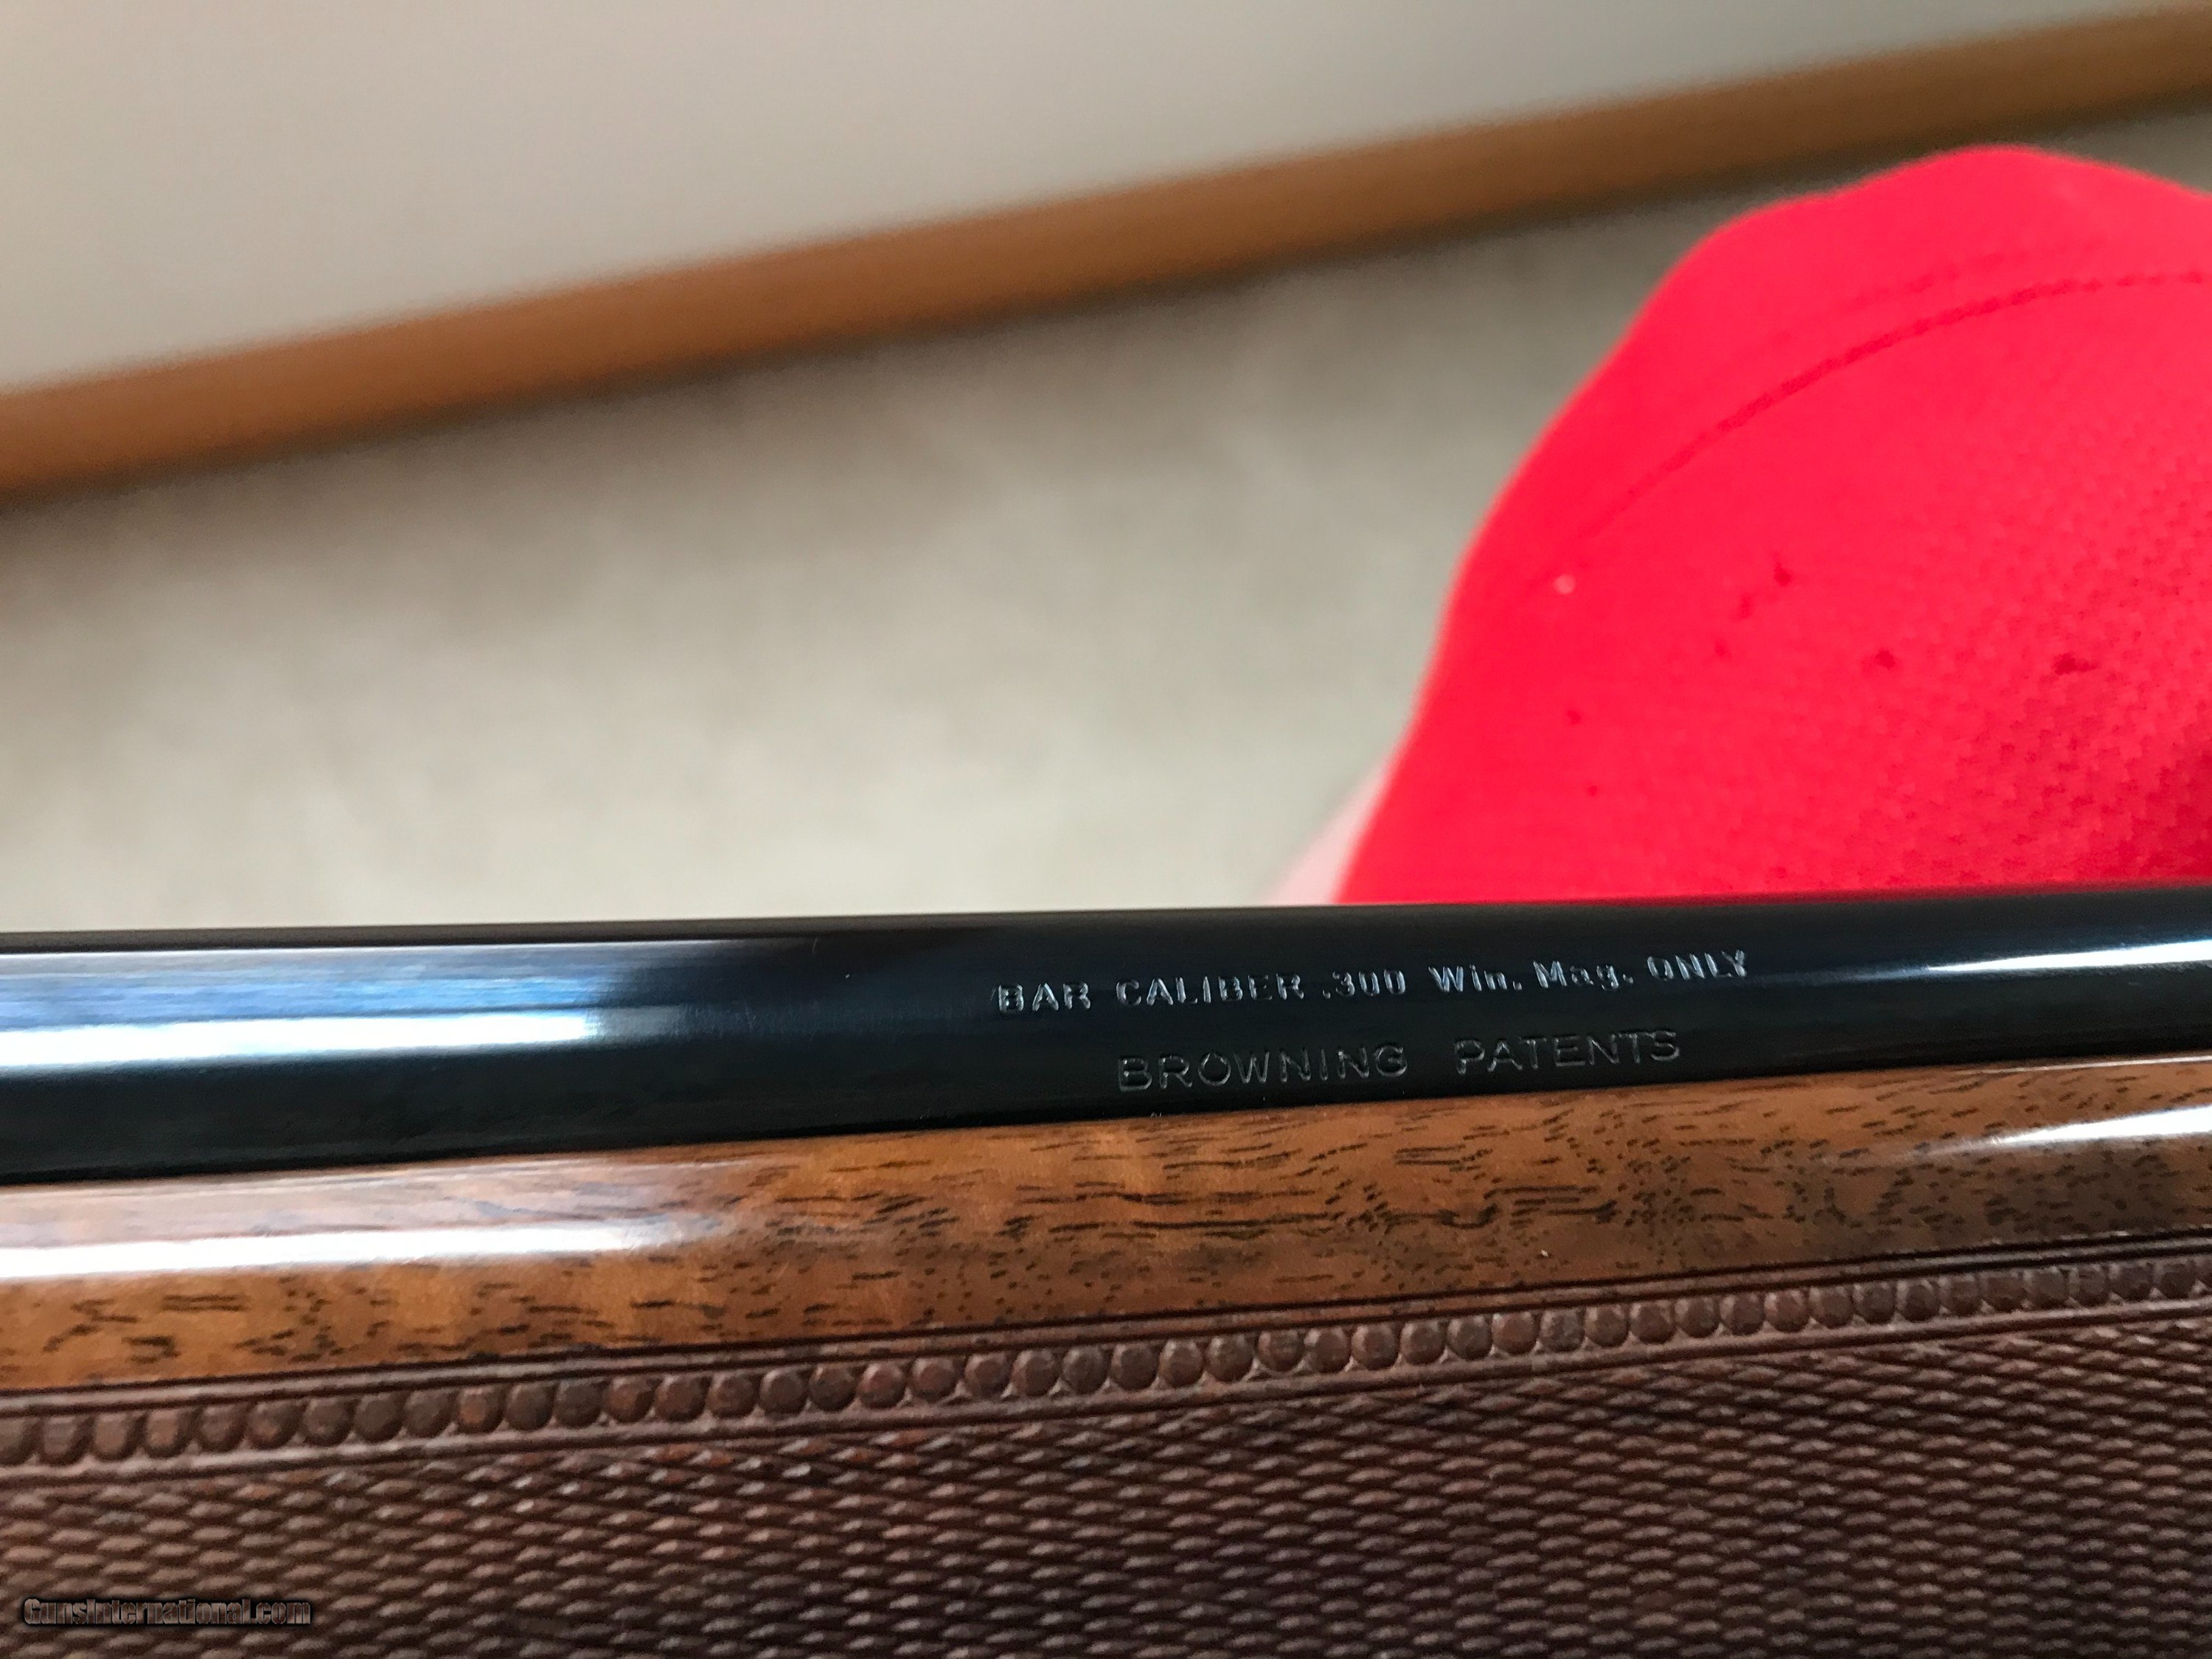 BAR CALIBER .300 Win. Mag. ONLY
BROWNING PATENTS
GunsInternational.com